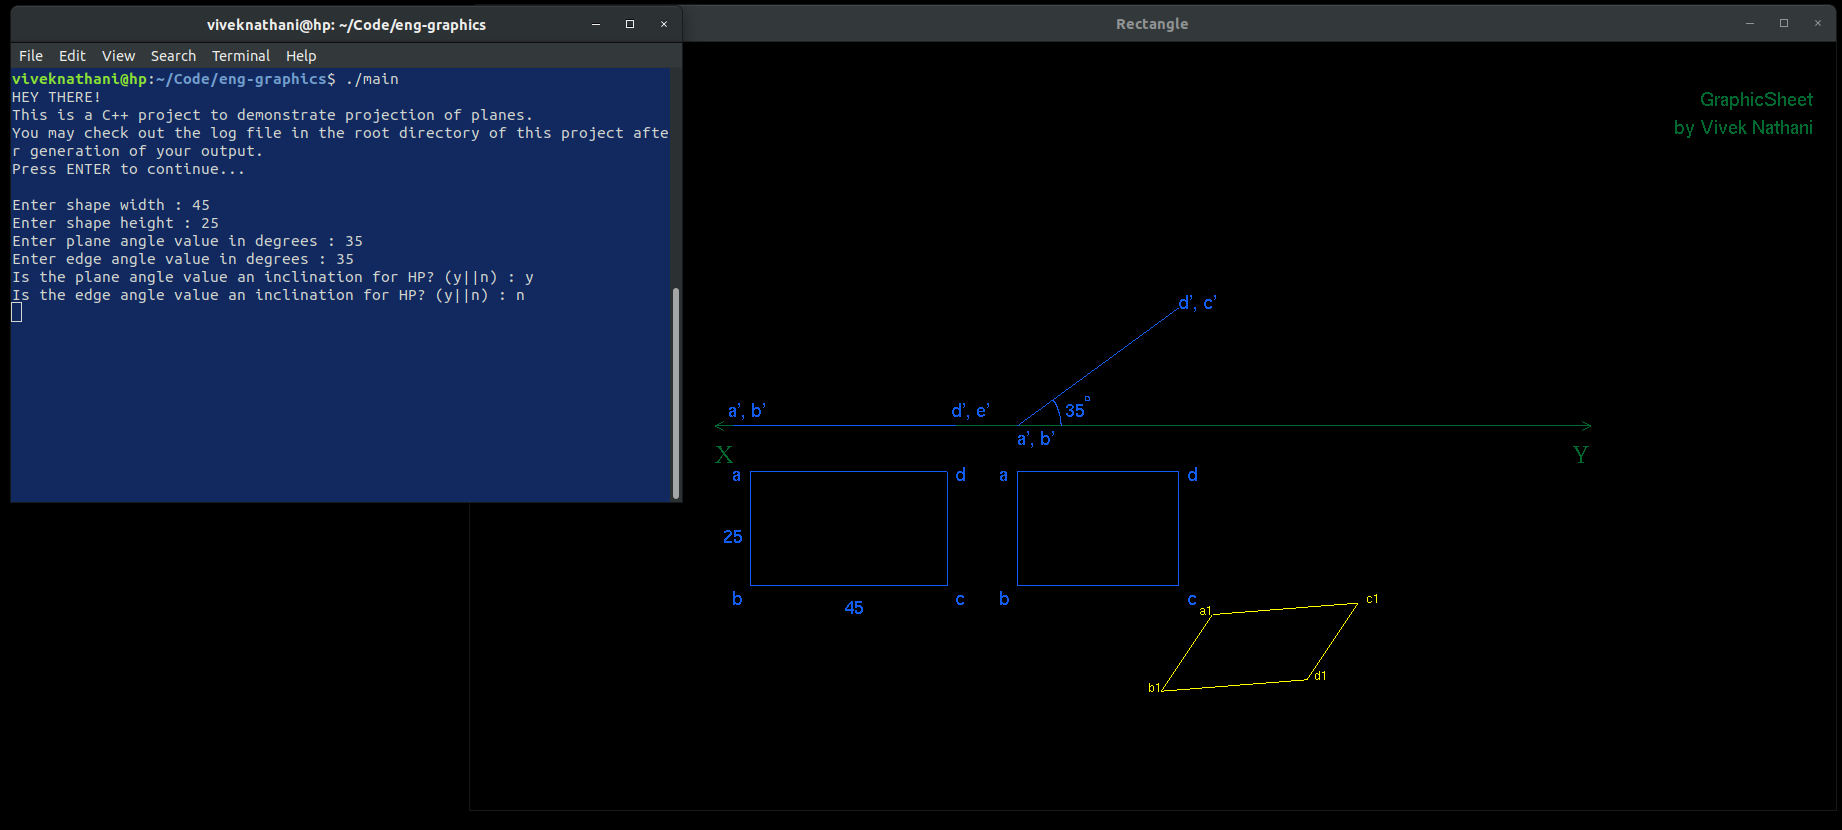 viveknathani@hp: ~/Code/eng-graphics
File Edit View Search Terminal Help
viveknathani@hp:~/Code/eng-graphics$ ./main
HEY THERE!
This is a C++ project to demonstrate projection of planes.
You may check out the log file in the root directory of this project afte
r generation of your output.
Press ENTER to continue...
Enter shape width : 45
Enter shape height : 25
Enter plane angle value in degrees : 35
Enter edge angle value in degrees : 35
Is the plane angle value an inclination for HP? (y||n) : y
Is the edge angle value an inclination for HP? (y||n) : n
Rectangle
GraphicSheet
by Vivek Nathani
d', c'
a', b'
d', e'
35°
a', b'
X
Y
a
d
a
d
25
b
c
b
c
45
a1
c1
b1
d1